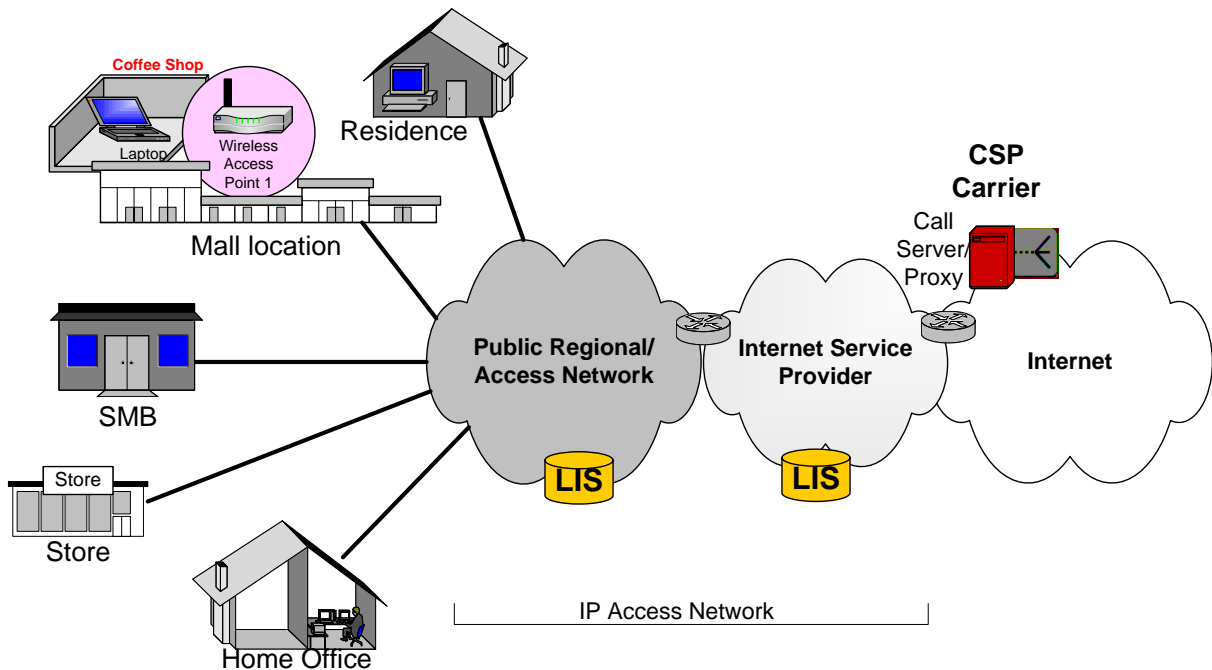 Coffee Shop
Laptop
Wireless
Access
Point 1
Mall location
Residence
SMB
Store
Store
Home Office
Public Regional/
Access Network
LIS
Internet Service
Provider
LIS
CSP
Carrier
Call
Server/
Proxy
Internet
IP Access Network